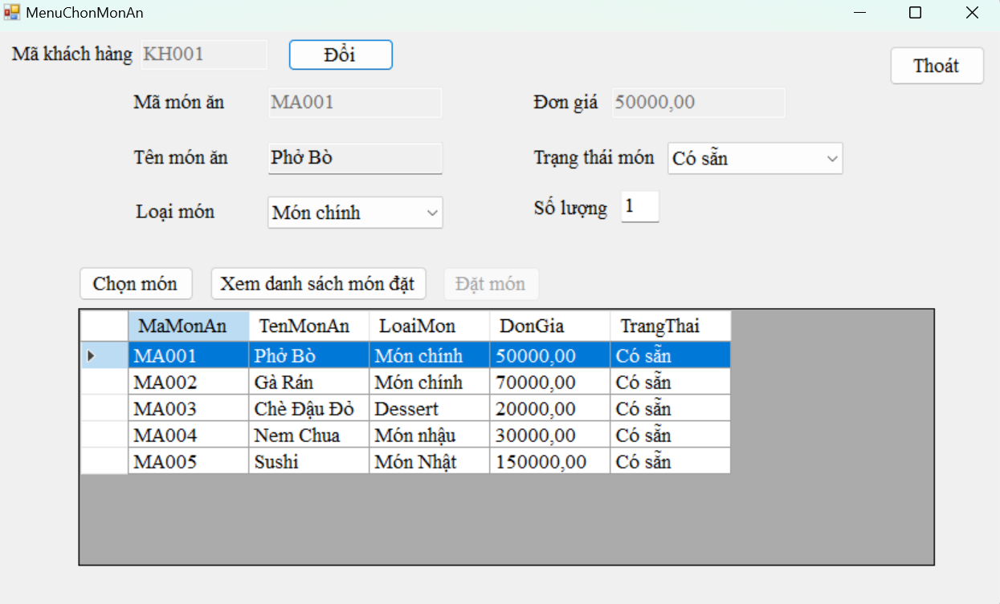 MenuChonMonAn
Mã khách hàng KH001 Đổi
Thoát
Mã món ăn MA001 Đơn giá 50000,00
Tên món ăn Phở Bò Trạng thái món Có sẵn
Loại món Món chính Số lượng 1
Chọn món Xem danh sách món đặt Đặt món
MaMonAn TenMonAn LoaiMon DonGia TrangThai
MA001 Phở Bò Món chính 50000,00 Có sẵn
MA002 Gà Rán Món chính 70000,00 Có sẵn
MA003 Chè Đậu Đỏ Dessert 20000,00 Có sẵn
MA004 Nem Chua Món nhậu 30000,00 Có sẵn
MA005 Sushi Món Nhật 150000,00 Có sẵn